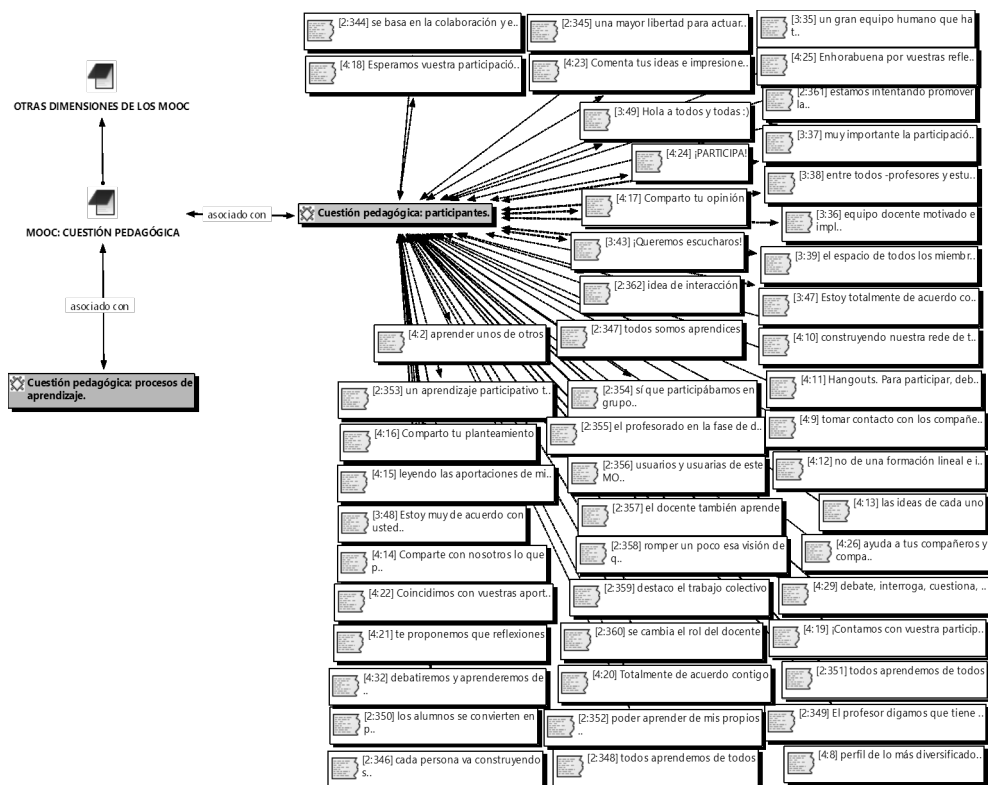 OTRAS DIMENSIONES DE LOS MOOC
MOOC: CUESTIÓN PEDAGÓGICA
asociado con
asociado con
Cuestión pedagógica: procesos de
aprendizaje.
Cuestión pedagógica: participantes.
[2:344] se basa en la colaboración y e..
[2:345] una mayor libertad para actuar..
[3:35] un gran equipo humano que ha
t..
[4:18] Esperamos vuestra participació..
[4:23] Comenta tus ideas e impresione..
[4:25] Enhorabuena por vuestras refle..
[2:361] estamos intentando promover
la..
[3:49] Hola a todos y todas :)
[3:37] muy importante la participació..
[4:24] ¡PARTICIPA!
[3:38] entre todos -profesores y estu..
[4:17] Comparto tu opinión
[3:36] equipo docente motivado e
impl..
[3:43] ¡Queremos escucharos!
[3:39] el espacio de todos los miembr..
[2:362] idea de interacción
[3:47] Estoy totalmente de acuerdo co..
[4:2] aprender unos de otros
[2:347] todos somos aprendices
[4:10] construyendo nuestra red de t..
[2:353] un aprendizaje participativo t..
[2:354] sí que participábamos en
grupo..
[4:11] Hangouts. Para participar, deb..
[4:16] Comparto tu planteamiento
[2:355] el profesorado en la fase de d..
[4:9] tomar contacto con los compañe..
[4:15] leyendo las aportaciones de mi..
[2:356] usuarios y usuarias de este
MO..
[4:12] no de una formación lineal e i..
[3:48] Estoy muy de acuerdo con
usted..
[2:357] el docente también aprende
[4:13] las ideas de cada uno
[4:14] Comparte con nosotros lo que
p..
[2:358] romper un poco esa visión de
q..
[4:26] ayuda a tus compañeros y
compa..
[4:22] Coincidimos con vuestras aport..
[2:359] destaco el trabajo colectivo
[4:29] debate, interroga, cuestiona, ..
[4:21] te proponemos que reflexiones
[2:360] se cambia el rol del docente
[4:19] ¡Contamos con vuestra particip..
[4:32] debatiremos y aprenderemos de
..
[4:20] Totalmente de acuerdo contigo
[2:351] todos aprendemos de todos
[2:350] los alumnos se convierten en
p..
[2:352] poder aprender de mis propios
..
[2:349] El profesor digamos que tiene ..
[2:346] cada persona va construyendo
s..
[2:348] todos aprendemos de todos
[4:8] perfil de lo más diversificado..